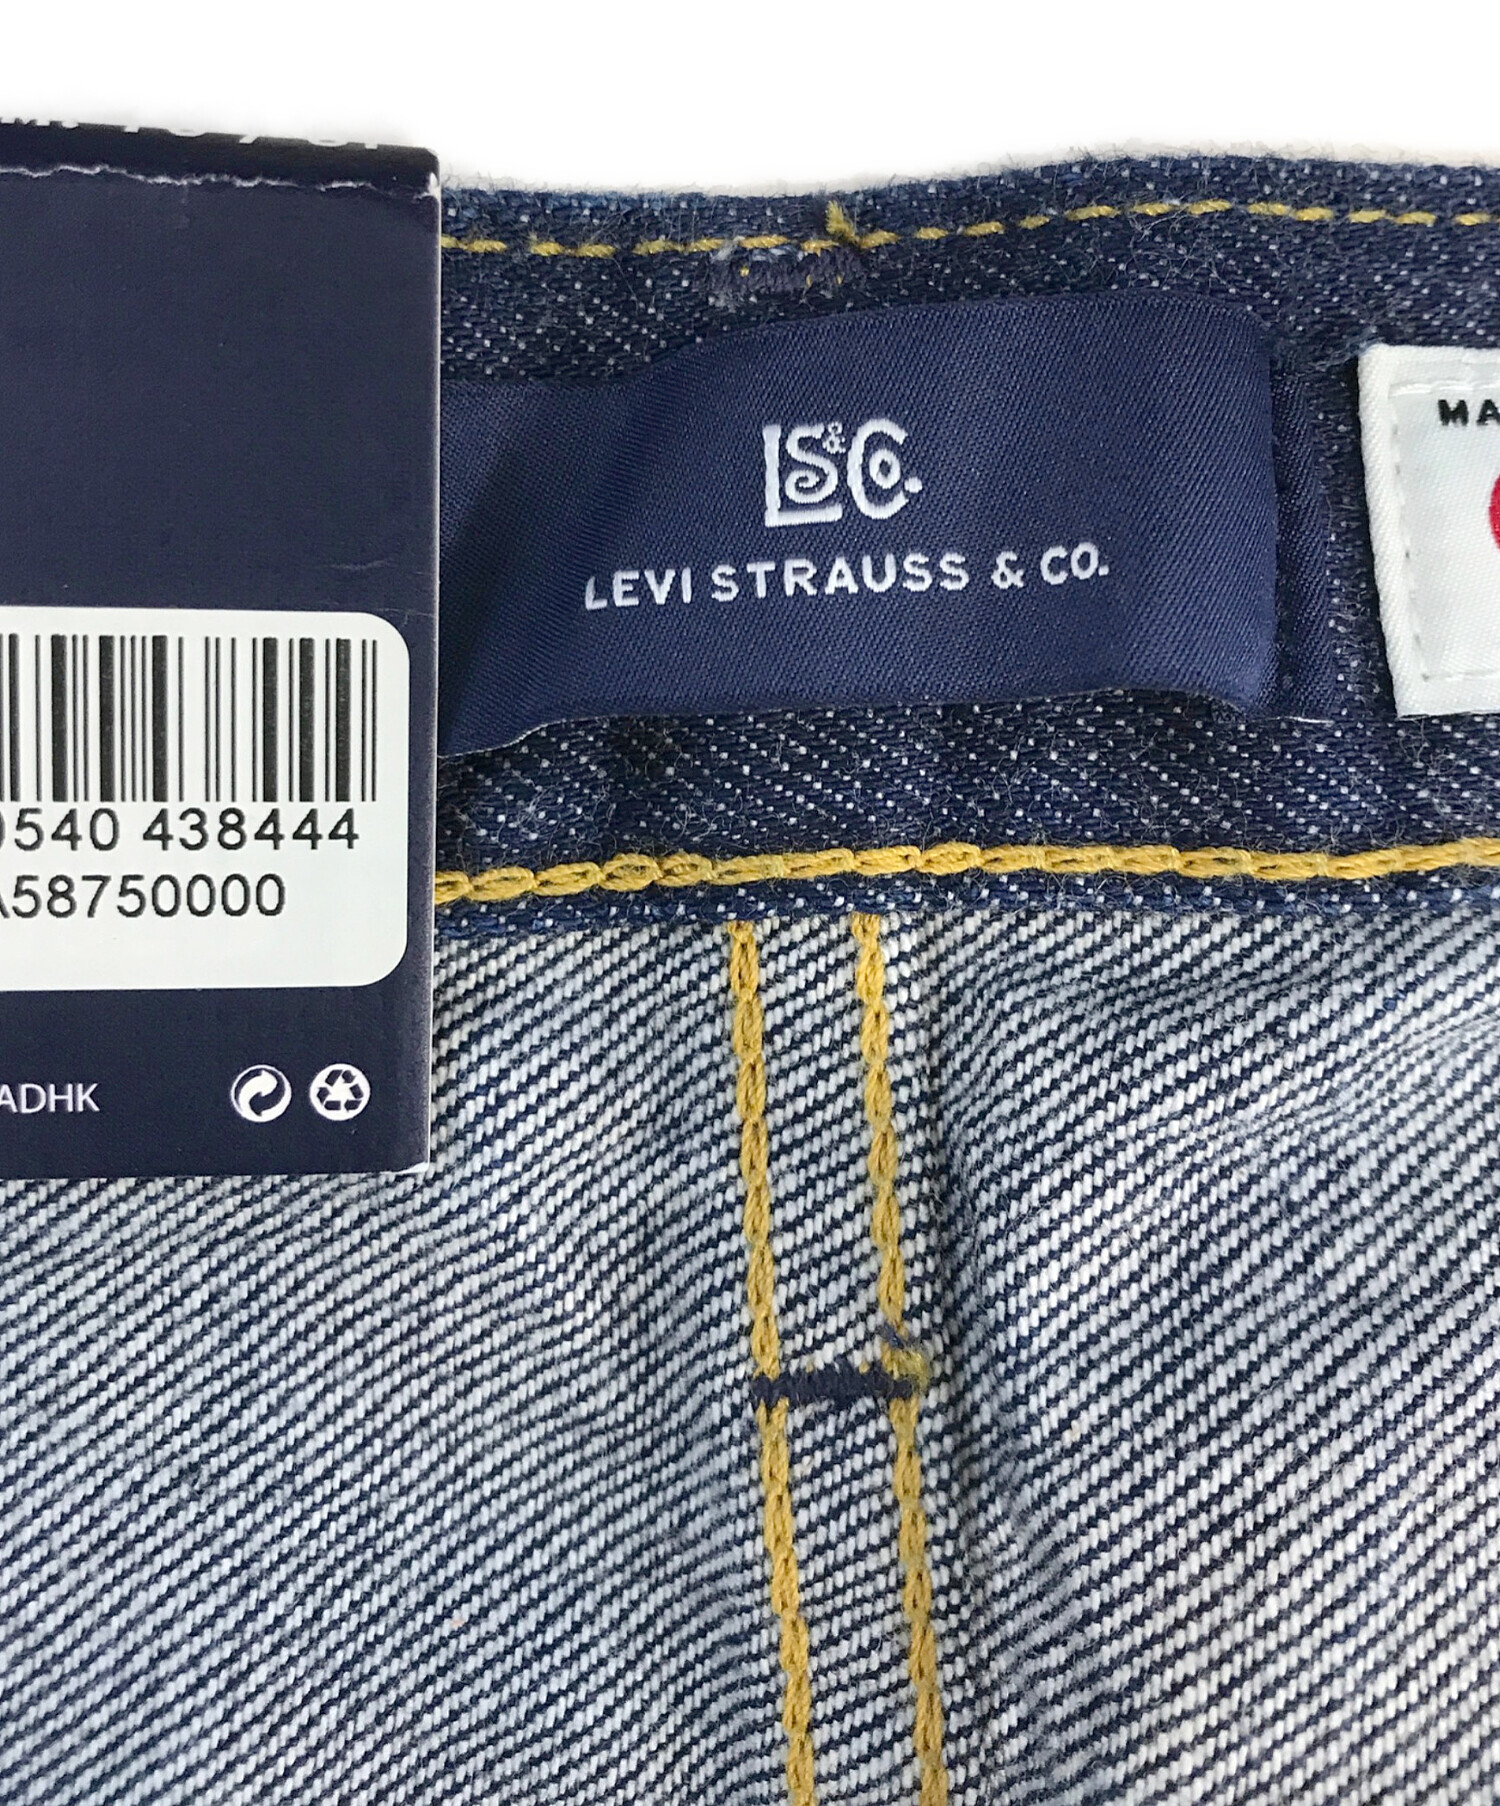 LS&Co.
LEVI STRAUSS & CO.
MA
0540 438444
A58750000
ADHK